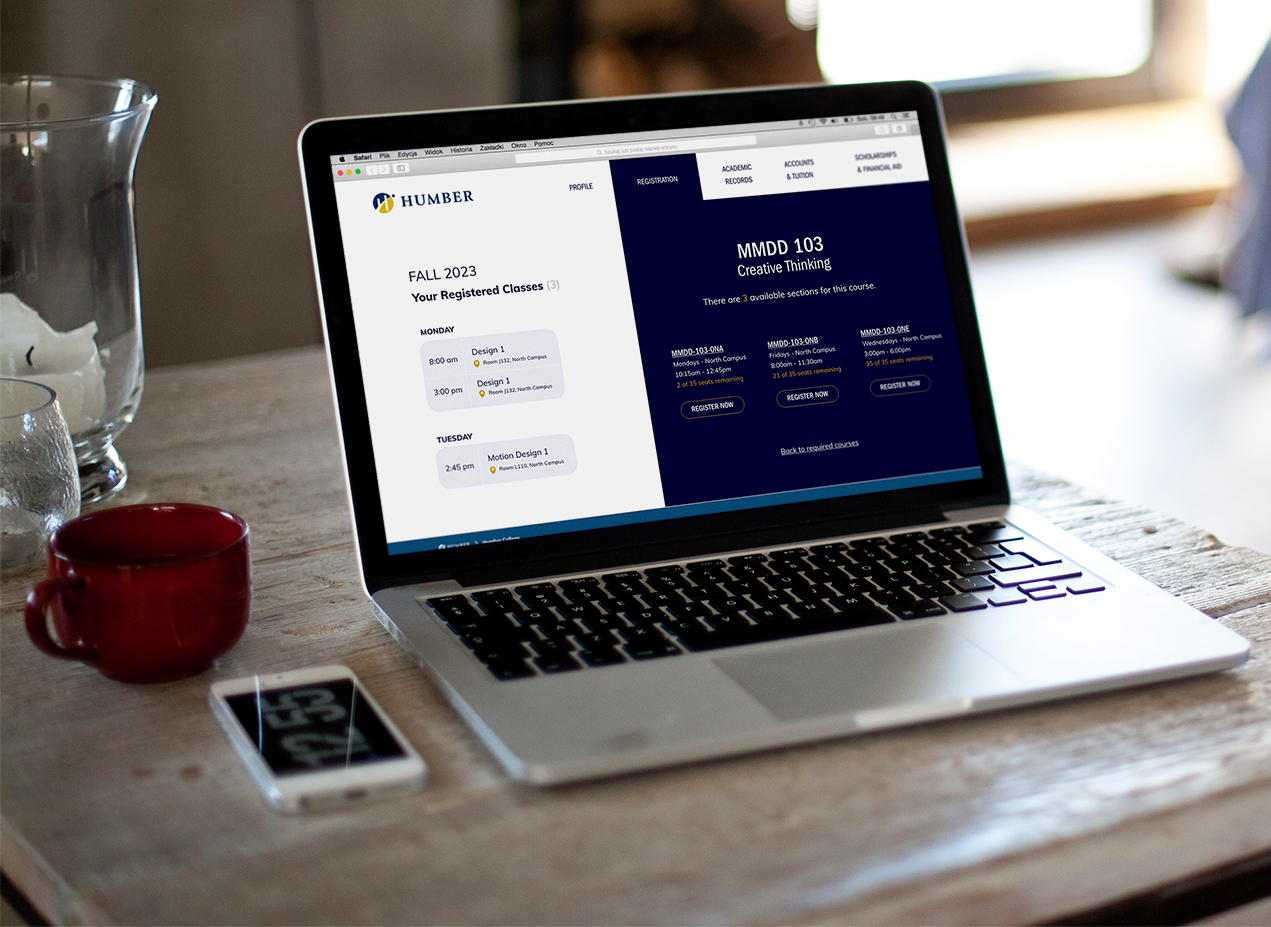 Safari Plik Edycja Widok Historia Zakładki Okno Pomoc
Szukaj lub podaj nazwę witryny
HUMBER
PROFILE
REGISTRATION
ACADEMIC
RECORDS
ACCOUNTS
& TUITION
SCHOLARSHIPS
& FINANCIAL AID
FALL 2023
Your Registered Classes (3)
MONDAY
8:00 am
Design 1
Room J132, North Campus
3:00 pm
Design 1
Room J132, North Campus
TUESDAY
2:45 pm
Motion Design 1
Room L110, North Campus
MMDD 103
Creative Thinking
There are 3 available sections for this course.
MMDD-103-0NA
Mondays - North Campus
10:15am - 12:45pm
2 of 35 seats remaining
REGISTER NOW
MMDD-103-0NB
Fridays - North Campus
8:00am - 11:30am
21 of 35 seats remaining
REGISTER NOW
MMDD-103-0NE
Wednesdays - North Campus
3:00pm - 6:00pm
35 of 35 seats remaining
REGISTER NOW
Back to required courses
HUMBER > Humber College